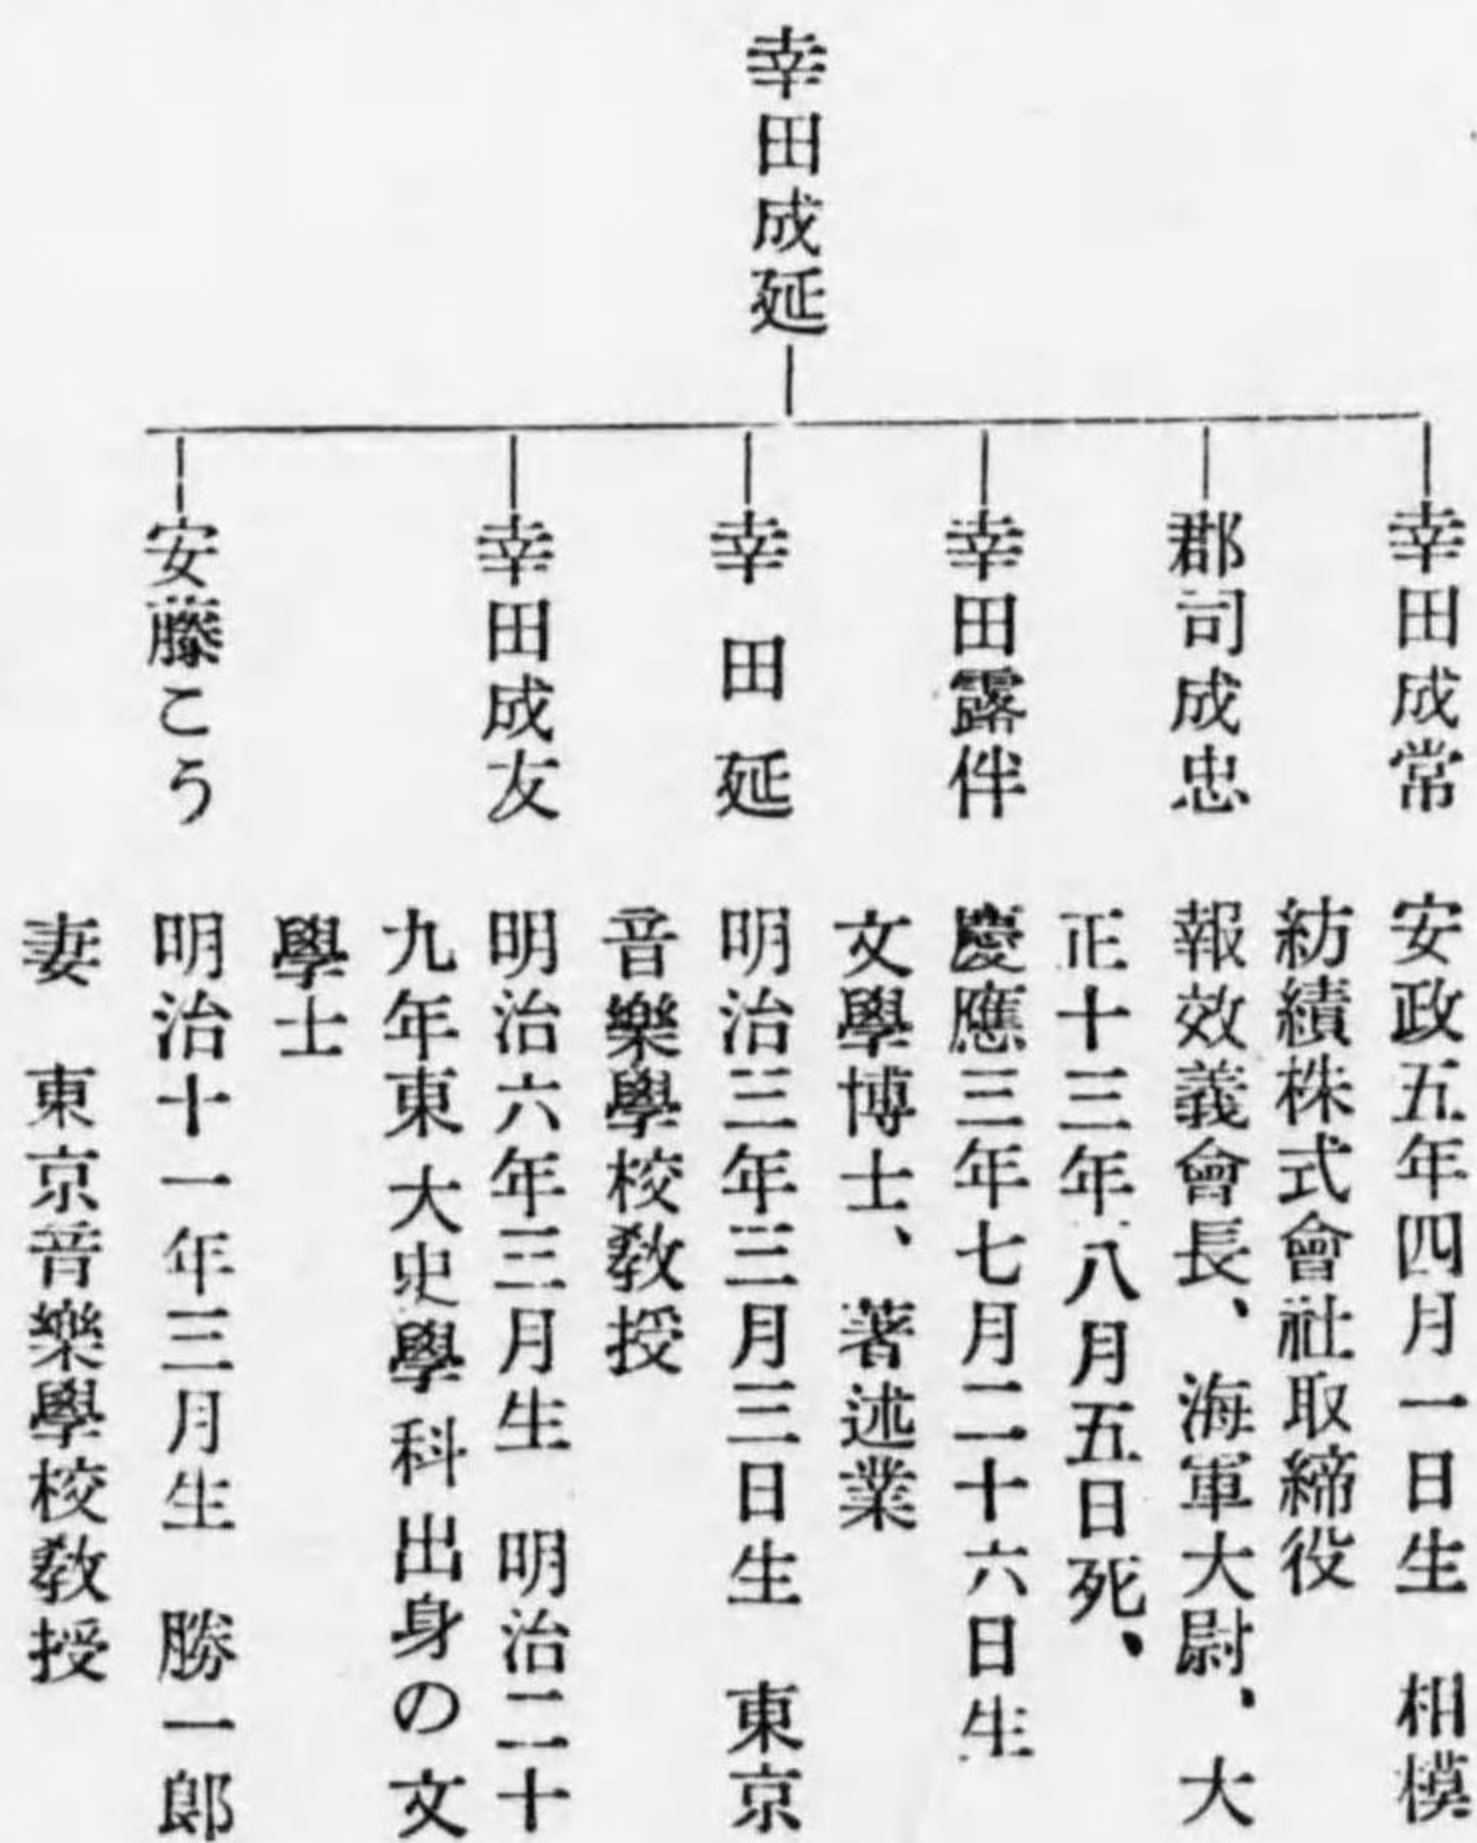 幸田成延
幸田成常
安政五年四月一日生　相模
紡績株式會社取締役
郡司成忠
報效義會長、海軍大尉、大
正十三年八月五日死、
幸田露伴
慶應三年七月二十六日生
文學博士、著述業
幸田延
明治三年三月三日生　東京
音樂學校教授
幸田成友
明治六年三月生　明治二十
九年東大史學科出身の文
學士
安藤こう
明治十一年三月生　勝一郎
妻　東京音樂學校教授